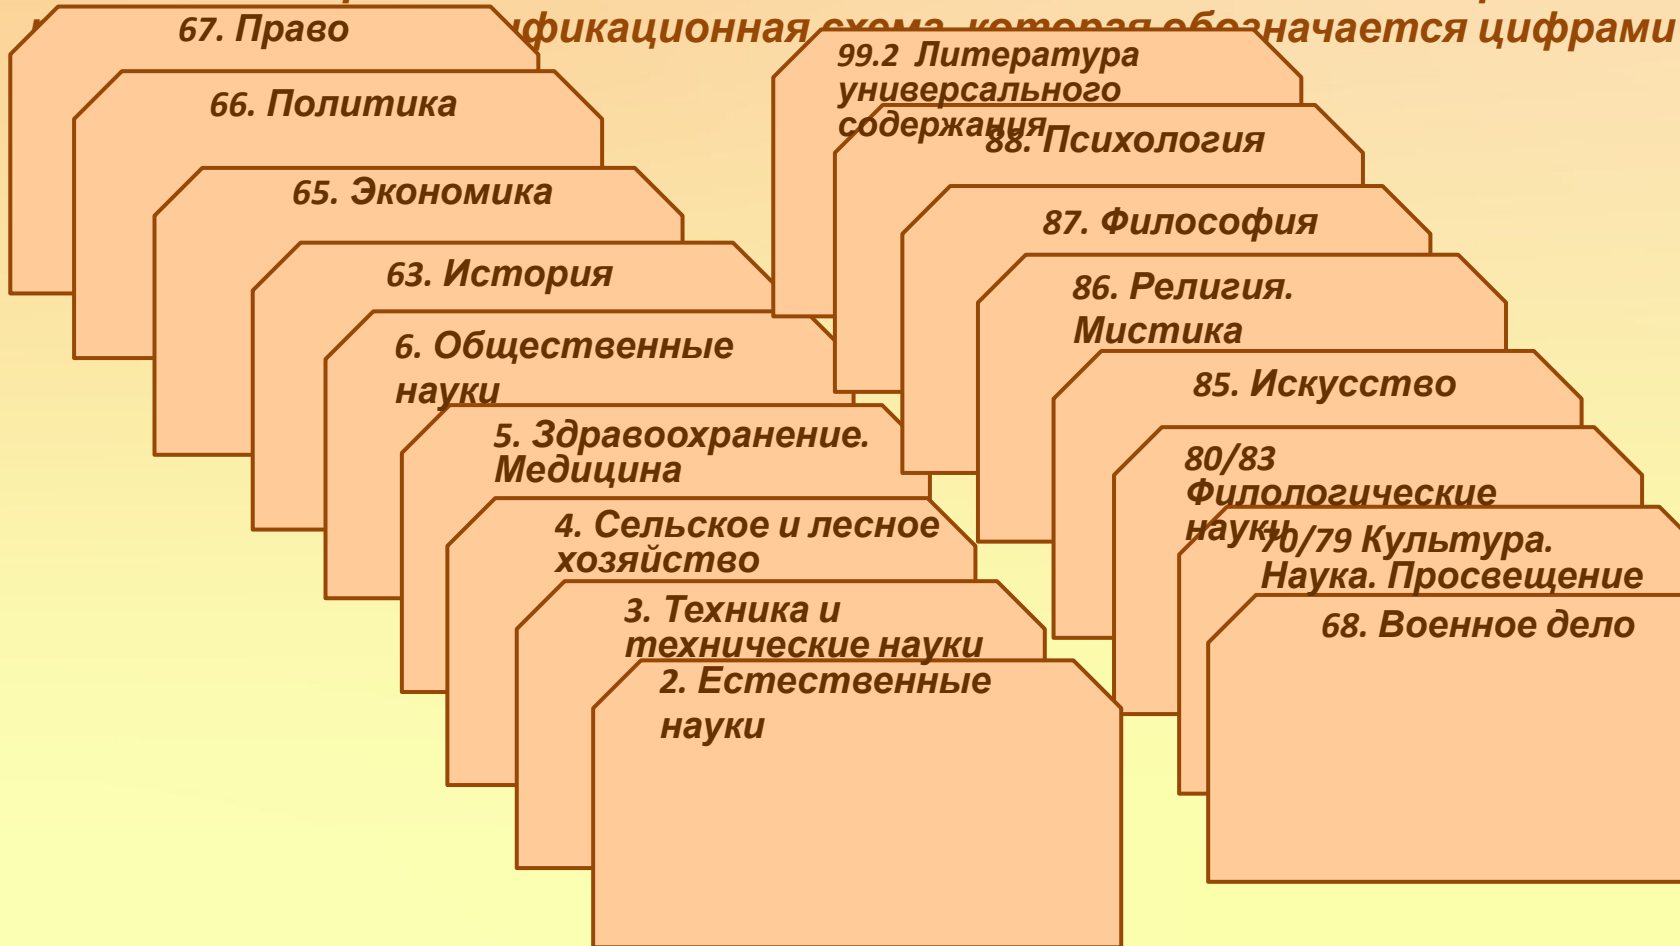 схема, которая обозначается цифрами
67. Право
66. Политика
65. Экономика
63. История
6. Общественные
науки
5. Здравоохранение.
Медицина
4. Сельское и лесное
хозяйство
3. Техника и
технические науки
2. Естественные
науки
99.2 Литература
универсального
содержания
88. Психология
87. Философия
86. Религия.
Мистика
85. Искусство
80/83
Филологические
науки
70/79 Культура.
Наука. Просвещение
68. Военное дело